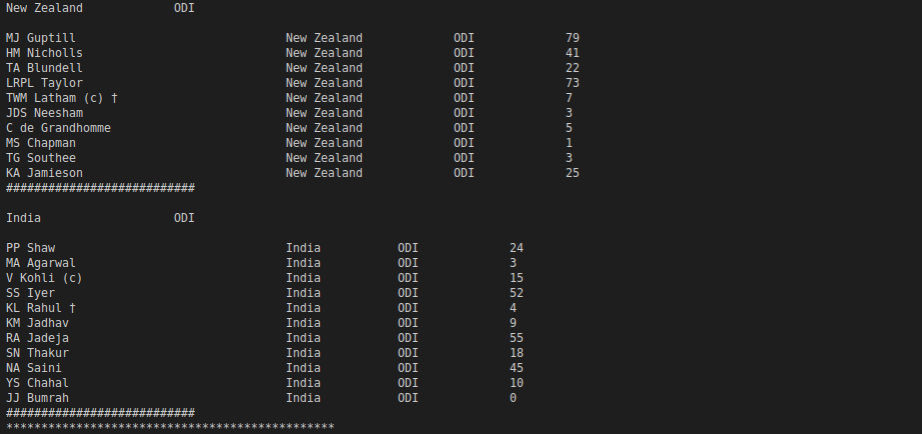 New Zealand ODI
MJ Guptill New Zealand ODI 79
HM Nicholls New Zealand ODI 41
TA Blundell New Zealand ODI 22
LRPL Taylor New Zealand ODI 73
TWM Latham (c) † New Zealand ODI 7
JDS Neesham New Zealand ODI 3
C de Grandhomme New Zealand ODI 5
MS Chapman New Zealand ODI 1
TG Southee New Zealand ODI 3
KA Jamieson New Zealand ODI 25
###########################
India ODI
PP Shaw India ODI 24
MA Agarwal India ODI 3
V Kohli (c) India ODI 15
SS Iyer India ODI 52
KL Rahul † India ODI 4
KM Jadhav India ODI 9
RA Jadeja India ODI 55
SN Thakur India ODI 18
NA Saini India ODI 45
YS Chahal India ODI 10
JJ Bumrah India ODI 0
###########################
***********************************************